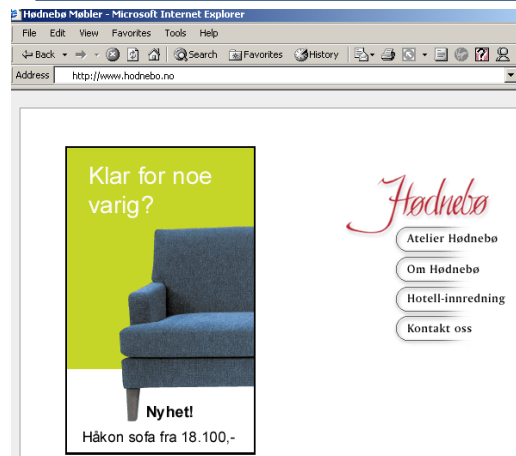 Hødnebø Møbler - Microsoft Internet Explorer
File Edit View Favorites Tools Help
Back Search Favorites History
Address http://www.hodnebo.no
Klar for noe
varig?
Nyhet!
Håkon sofa fra 18.100,-
Hødnebø
Atelier Hødnebø
Om Hødnebø
Hotell-innredning
Kontakt oss